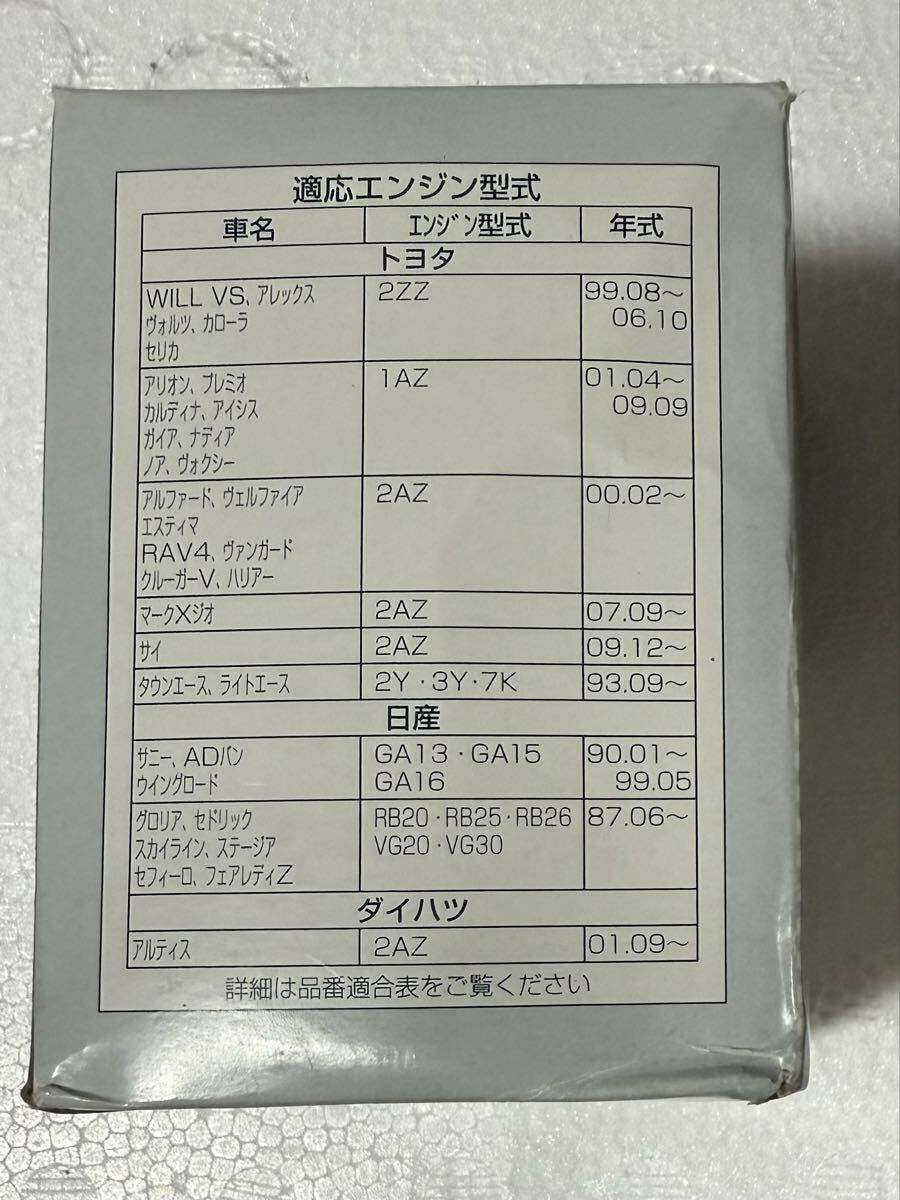 適応エンジン型式
車名 エンジン型式 年式
トヨタ
WILL VS、アレックス 2ZZ 99.08〜
ヴォルツ、カローラ 06.10
セリカ
アリオン、プレミオ 1AZ 01.04〜
カルディナ、アイシス 09.09
ガイア、ナディア
ノア、ヴォクシー
アルファード、ヴェルファイア 2AZ 00.02〜
エスティマ
RAV4、ヴァンガード
クルーガーV、ハリアー
マークXジオ 2AZ 07.09〜
サイ 2AZ 09.12〜
タウンエース、ライトエース 2Y・3Y・7K 93.09〜
日産
サニー、ADバン GA13・GA15 90.01〜
ウイングロード GA16 99.05
グロリア、セドリック RB20・RB25・RB26 87.06〜
スカイライン、ステージア VG20・VG30
セフィーロ、フェアレディZ
ダイハツ
アルティス 2AZ 01.09〜
詳細は品番適合表をご覧ください